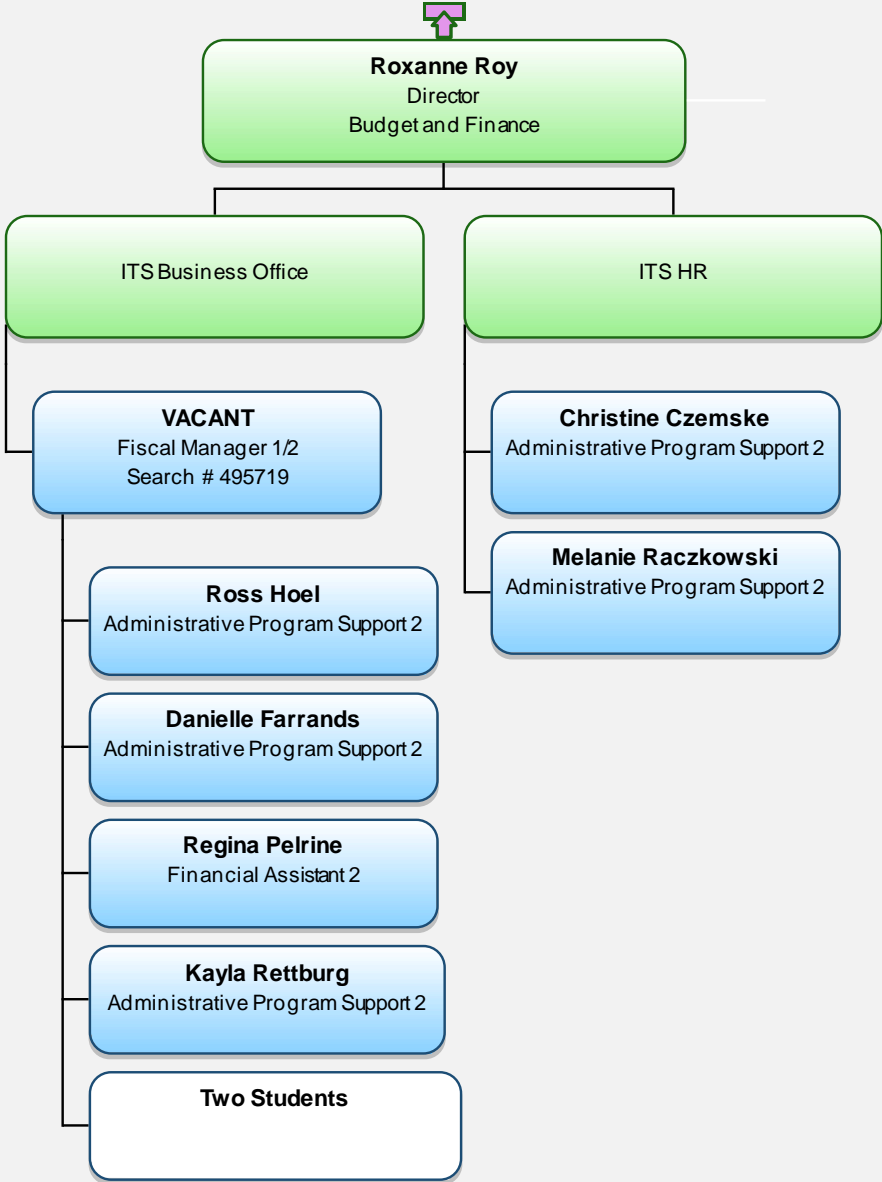 Roxanne Roy
Director
Budget and Finance
ITS Business Office
ITS HR
VACANT
Fiscal Manager 1/2
Search # 495719
Ross Hoel
Administrative Program Support 2
Danielle Farrands
Administrative Program Support 2
Regina Pelrine
Financial Assistant 2
Kayla Rettburg
Administrative Program Support 2
Two Students
Christine Czemske
Administrative Program Support 2
Melanie Raczkowski
Administrative Program Support 2